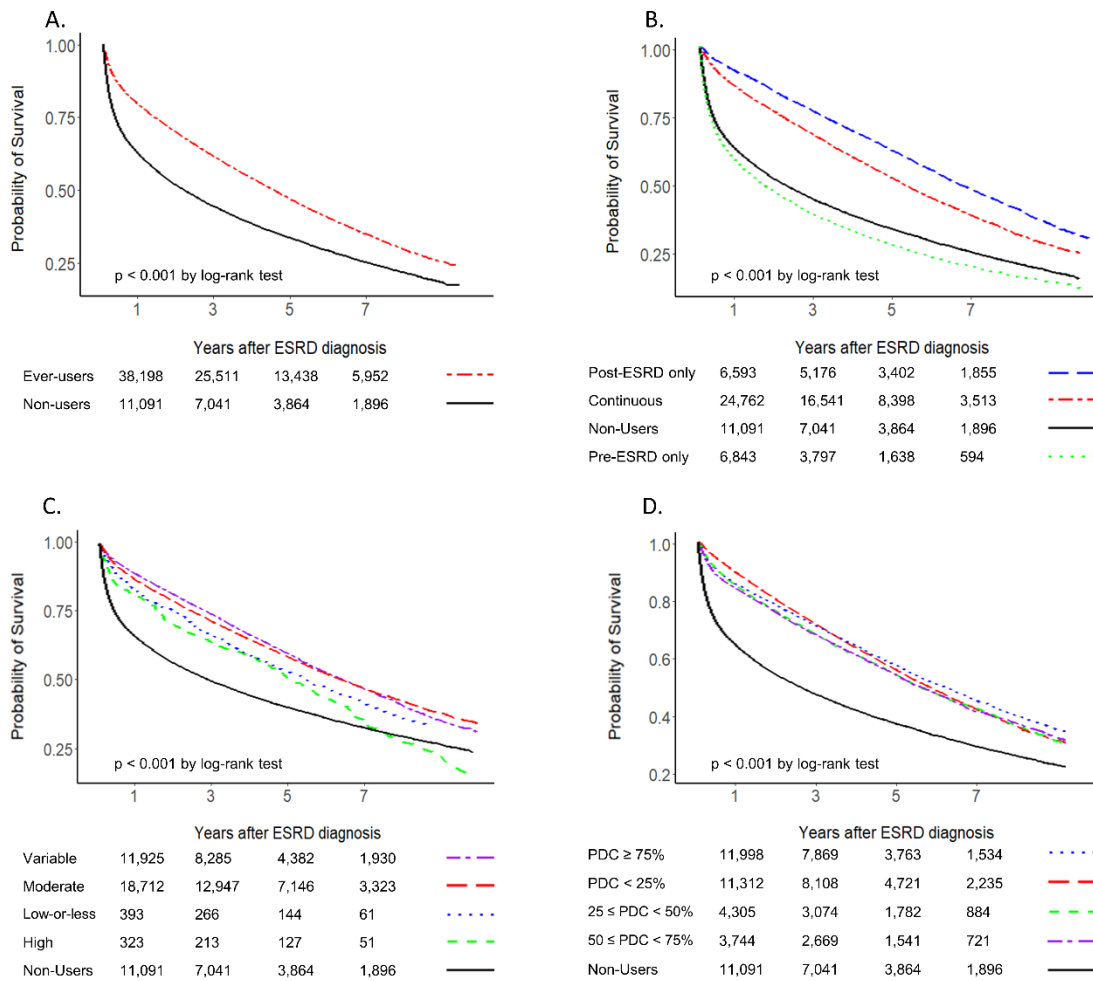 A.
1.00
0.75
0.50
0.25
Probability of Survival
p < 0.001 by log-rank test
1 3 5 7
Years after ESRD diagnosis
Ever-users 38,198 25,511 13,438 5,952
Non-users 11,091 7,041 3,864 1,896
B.
1.00
0.75
0.50
0.25
Probability of Survival
p < 0.001 by log-rank test
1 3 5 7
Years after ESRD diagnosis
Post-ESRD only 6,593 5,176 3,402 1,855
Continuous 24,762 16,541 8,398 3,513
Non-Users 11,091 7,041 3,864 1,896
Pre-ESRD only 6,843 3,797 1,638 594
C.
1.00
0.75
0.50
0.25
Probability of Survival
p < 0.001 by log-rank test
1 3 5 7
Years after ESRD diagnosis
Variable 11,925 8,285 4,382 1,930
Moderate 18,712 12,947 7,146 3,323
Low-or-less 393 266 144 61
High 323 213 127 51
Non-Users 11,091 7,041 3,864 1,896
D.
1.0
0.8
0.6
0.4
0.2
Probability of Survival
p < 0.001 by log-rank test
1 3 5 7
Years after ESRD diagnosis
PDC ≥ 75% 11,998 7,869 3,763 1,534
PDC < 25% 11,312 8,108 4,721 2,235
25 ≤ PDC < 50% 4,305 3,074 1,782 884
50 ≤ PDC < 75% 3,744 2,669 1,541 721
Non-Users 11,091 7,041 3,864 1,896